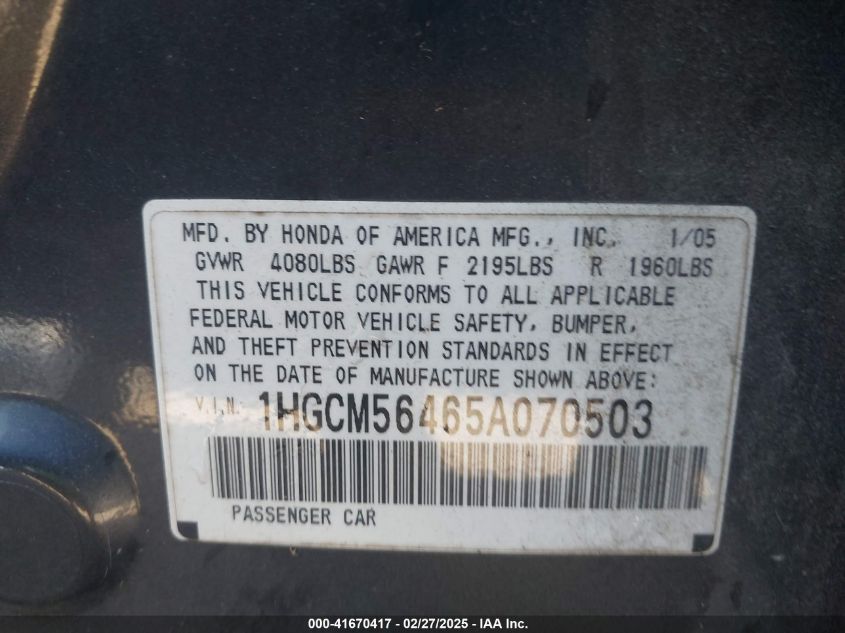 MFD. BY HONDA OF AMERICA MFG., INC. 1/05
GVWR 4080LBS GAWR F 2195LBS R 1960LBS
THIS VEHICLE CONFORMS TO ALL APPLICABLE
FEDERAL MOTOR VEHICLE SAFETY, BUMPER,
AND THEFT PREVENTION STANDARDS IN EFFECT
ON THE DATE OF MANUFACTURE SHOWN ABOVE:
V.I.N. 1HGCM56465A070503
PASSENGER CAR
000-41670417 - 02/27/2025 - IAA Inc.